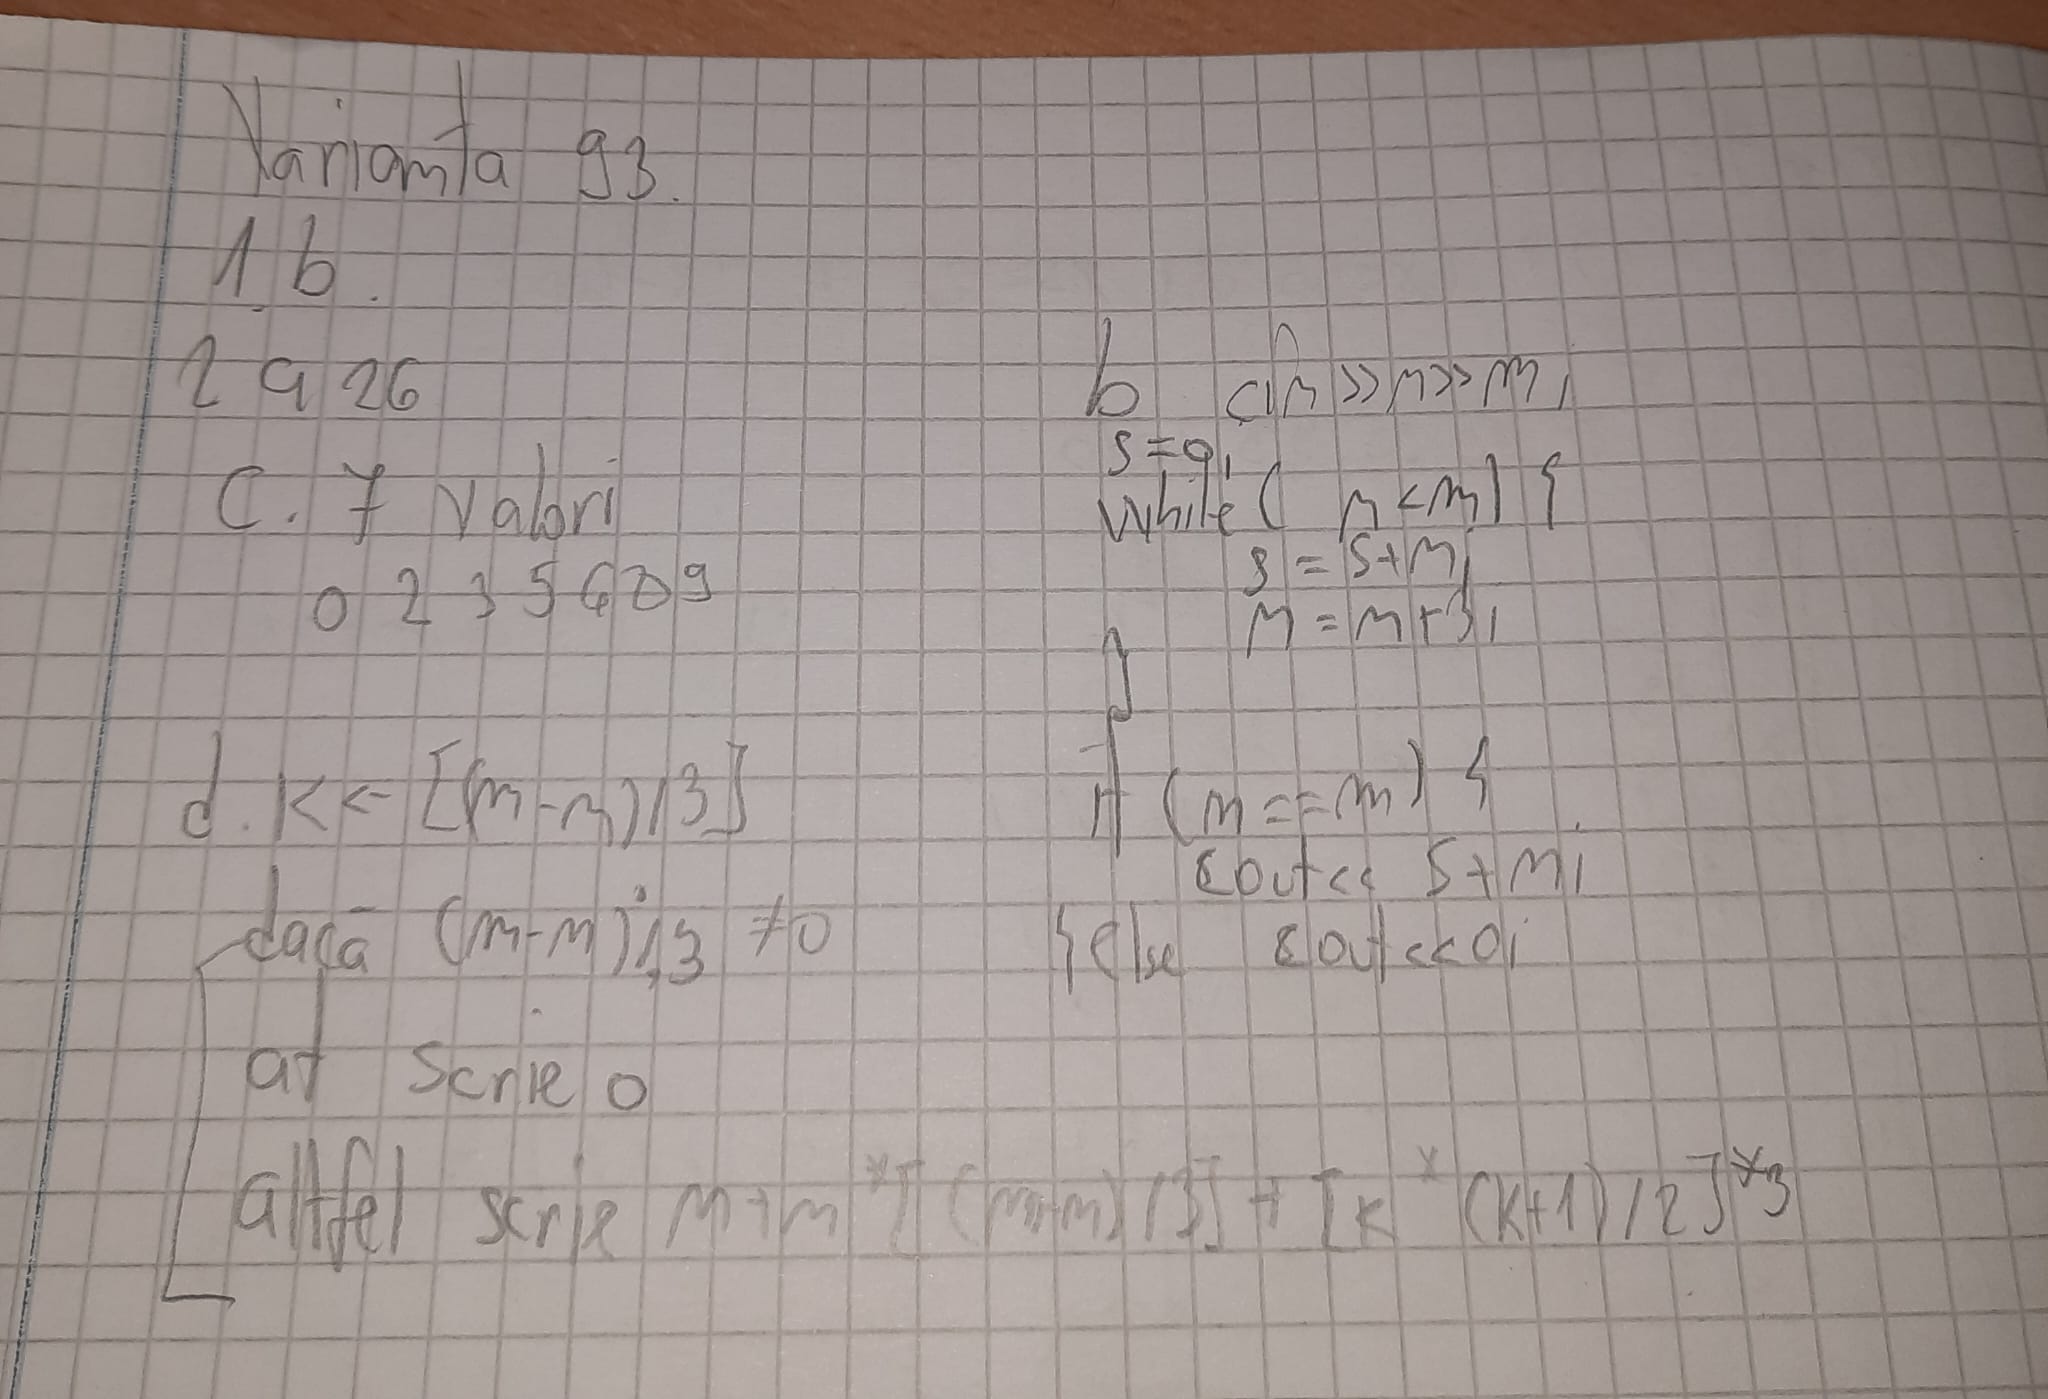 Varianta 93.
1. b.
2 a 26
C. 7 valori
0 2 3 5 6 8 9
d. K <- [(m-n)/3]
dacă (m-n)%3 ≠0
at scrie 0
altfel scrie n+n*[(m-n)/3] + [k*(k+1)/2]*3
b cin>>n>>m;
s=0;
while( n<m) {
s = s+n;
n = n+3;
}
if (n==m) {
cout<< s+n;
}else cout<<0;